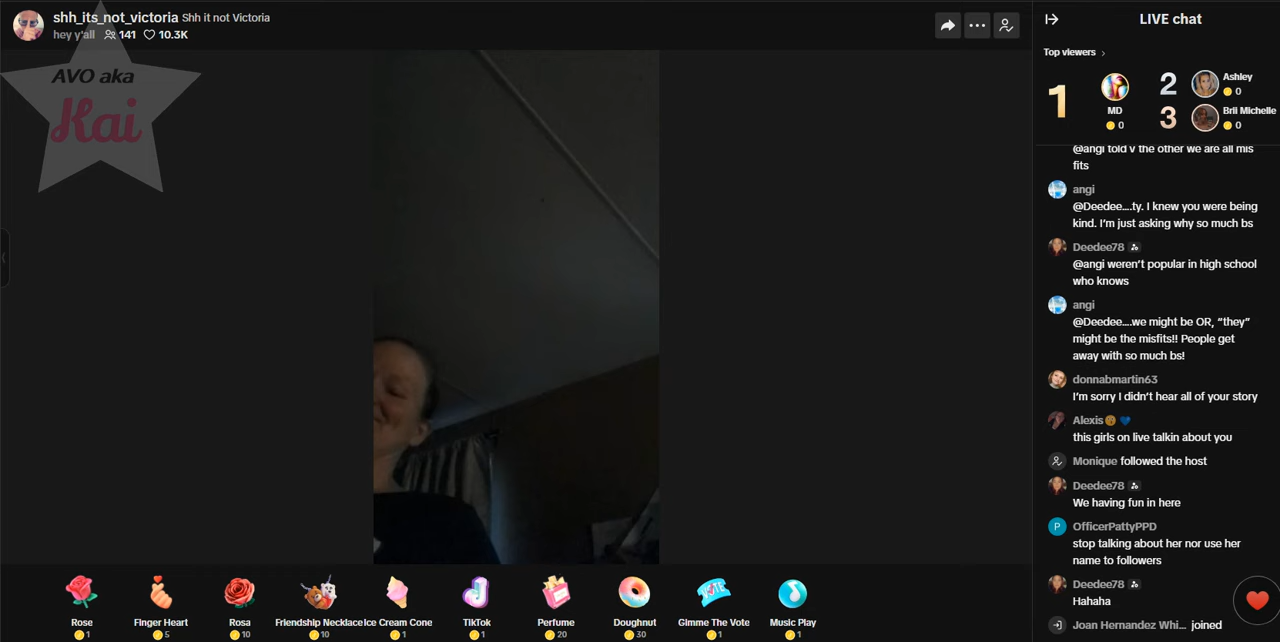 shh_its_not_victoria Shh it not Victoria
hey y'all 141 10.3K
AVO aka
Kai
LIVE chat
Top viewers
1
MD
0
2
Ashley
0
3
Brii Michelle
0
@angi told v the other we are all mis
fits
angi
@Deedee....ty. I knew you were being
kind. I'm just asking why so much bs
Deedee78
@angi weren't popular in high school
who knows
angi
@Deedee....we might be OR, “they”
might be the misfits!! People get
away with so much bs!
donnabmartin63
I'm sorry I didn't hear all of your story
Alexis
this girls on live talkin about you
Monique followed the host
Deedee78
We having fun in here
P
OfficerPattyPPD
stop talking about her nor use her
name to followers
Deedee78
Hahaha
Joan Hernandez Whi... joined
VOTE
Rose
1
Finger Heart
5
Rosa
10
Friendship Necklace
10
Ice Cream Cone
1
TikTok
1
Perfume
20
Doughnut
30
Gimme The Vote
1
Music Play
1